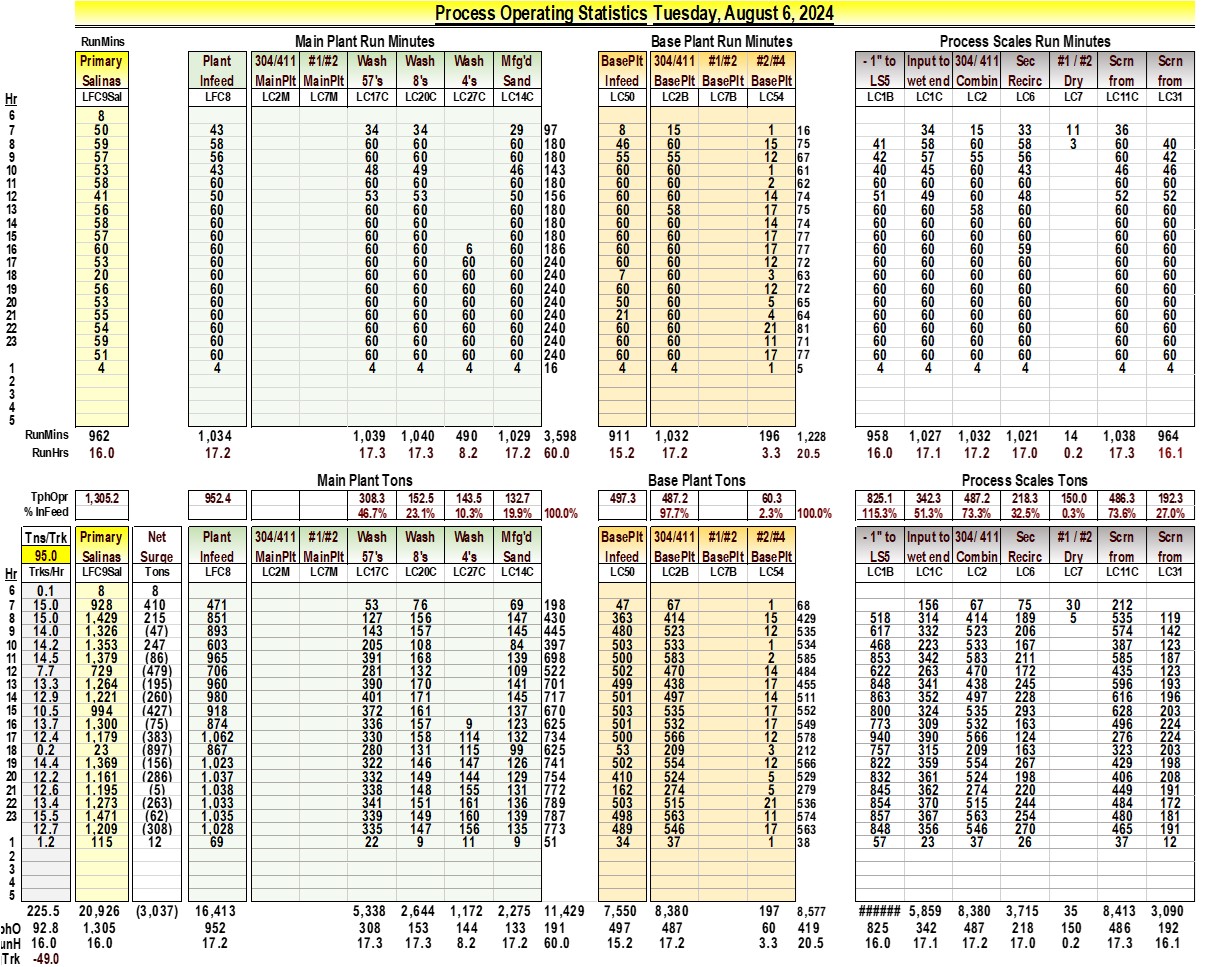 Process Operating Statistics Tuesday, August 6, 2024
RunMins Main Plant Run Minutes Base Plant Run Minutes Process Scales Run Minutes
Primary Plant 304/411 #1/#2 Wash Wash Wash Mfg'd BasePlt 304/411 #1/#2 #2/#4 - 1" to Input to 304/ 411 Sec #1 / #2 Scrn Scrn
Salinas Infeed MainPlt MainPlt 57's 8's 4's Sand Infeed BasePlt BasePlt BasePlt LS5 wet end Combin Recirc Dry from from
Hr LFC9Sal LFC8 LC2M LC7M LC17C LC20C LC27C LC14C LC50 LC2B LC7B LC54 LC1B LC1C LC2 LC6 LC7 LC11C LC31
6 8
7 50 43 34 34 29 97 8 15 1 16 34 15 33 11 36
8 59 58 60 60 60 180 46 60 15 75 41 58 60 58 3 60 40
9 57 56 60 60 60 180 55 55 12 67 42 57 55 56 60 42
10 53 43 48 49 46 143 60 60 1 61 40 45 60 43 46 46
11 58 60 60 60 60 180 60 60 2 62 60 60 60 60 60 60
12 41 50 53 53 50 156 60 60 14 74 51 49 60 48 52 52
13 56 60 60 60 60 180 60 58 17 75 60 60 58 60 60 60
14 58 60 60 60 60 180 60 60 14 74 60 60 60 60 60 60
15 57 60 60 60 60 180 60 60 17 77 60 60 60 60 60 60
16 60 60 60 60 6 60 186 60 60 17 77 60 60 60 59 60 60
17 53 60 60 60 60 60 240 60 60 12 72 60 60 60 60 60 60
18 20 60 60 60 60 60 240 7 60 3 63 60 60 60 60 60 60
19 56 60 60 60 60 60 240 60 60 12 72 60 60 60 60 60 60
20 53 60 60 60 60 60 240 50 60 5 65 60 60 60 60 60 60
21 55 60 60 60 60 60 240 21 60 4 64 60 60 60 60 60 60
22 54 60 60 60 60 60 240 60 60 21 81 60 60 60 60 60 60
23 59 60 60 60 60 60 240 60 60 11 71 60 60 60 60 60 60
51 60 60 60 60 60 240 60 60 17 77 60 60 60 60 60 60
1 4 4 4 4 4 4 16 4 4 1 5 4 4 4 4 4 4
2
3
4
5
RunMins 962 1,034 1,039 1,040 490 1,029 3,598 911 1,032 196 1,228 958 1,027 1,032 1,021 14 1,038 964
RunHrs 16.0 17.2 17.3 17.3 8.2 17.2 60.0 15.2 17.2 3.3 20.5 16.0 17.1 17.2 17.0 0.2 17.3 16.1
Main Plant Tons Base Plant Tons Process Scales Tons
TphOpr 1,305.2 952.4 308.3 152.5 143.5 132.7 497.3 487.2 60.3 825.1 342.3 487.2 218.3 150.0 486.3 192.3
% InFeed 46.7% 23.1% 10.3% 19.9% 100.0% 97.7% 2.3% 100.0% 115.3% 51.3% 73.3% 32.5% 0.3% 73.6% 27.0%
Tns/Trk Primary Net Plant 304/411 #1/#2 Wash Wash Wash Mfg'd BasePlt 304/411 #1/#2 #2/#4 - 1" to Input to 304/ 411 Sec #1 / #2 Scrn Scrn
95.0 Salinas Surge Infeed MainPlt MainPlt 57's 8's 4's Sand Infeed BasePlt BasePlt BasePlt LS5 wet end Combin Recirc Dry from from
Hr Trks/Hr LFC9Sal Tons LFC8 LC2M LC7M LC17C LC20C LC27C LC14C LC50 LC2B LC7B LC54 LC1B LC1C LC2 LC6 LC7 LC11C LC31
6 0.1 8 8
7 15.0 928 410 471 53 76 69 198 47 67 1 68 156 67 75 30 212
8 15.0 1,429 215 851 127 156 147 430 363 414 15 429 518 314 414 189 5 535 119
9 14.0 1,326 (47) 893 143 157 145 445 480 523 12 535 617 332 523 206 574 142
10 14.2 1,353 247 603 205 108 84 397 503 533 1 534 468 223 533 167 387 123
11 14.5 1,379 (86) 965 391 168 139 698 500 583 2 585 853 342 583 211 585 187
12 7.7 729 (479) 706 281 132 109 522 502 470 14 484 622 263 470 172 435 123
13 13.3 1,264 (195) 960 390 170 141 701 499 438 17 455 848 341 438 245 596 193
14 12.9 1,221 (260) 980 401 171 145 717 501 497 14 511 863 352 497 228 616 196
15 10.5 994 (427) 918 372 161 137 670 503 535 17 552 800 324 535 293 628 203
16 13.7 1,300 (75) 874 336 157 9 123 625 501 532 17 549 773 309 532 163 496 224
17 12.4 1,179 (383) 1,062 330 158 114 132 734 500 566 12 578 940 390 566 124 276 224
18 0.2 23 (897) 867 280 131 115 99 625 53 209 3 212 757 315 209 163 323 203
19 14.4 1,369 (156) 1,023 322 146 147 126 741 502 554 12 566 822 359 554 267 429 198
20 12.2 1,161 (286) 1,037 332 149 144 129 754 410 524 5 529 832 361 524 198 406 208
21 12.6 1,195 (5) 1,038 338 148 155 131 772 162 274 5 279 845 362 274 220 449 191
22 13.4 1,273 (263) 1,033 341 151 161 136 789 503 515 21 536 854 370 515 244 484 172
23 15.5 1,471 (62) 1,035 339 149 160 139 787 498 563 11 574 857 367 563 254 480 181
12.7 1,209 (308) 1,028 335 147 156 135 773 489 546 17 563 848 356 546 270 465 191
1 1.2 115 12 69 22 9 11 9 51 34 37 1 38 57 23 37 26 37 12
2
3
4
5
225.5 20,926 (3,037) 16,413 5,338 2,644 1,172 2,275 11,429 7,550 8,380 197 8,577 ###### 5,859 8,380 3,715 35 8,413 3,090
phO 92.8 1,305 952 308 153 144 133 191 497 487 60 419 825 342 487 218 150 486 192
unH 16.0 16.0 17.2 17.3 17.3 8.2 17.2 60.0 15.2 17.2 3.3 20.5 16.0 17.1 17.2 17.0 0.2 17.3 16.1
Trk -49.0